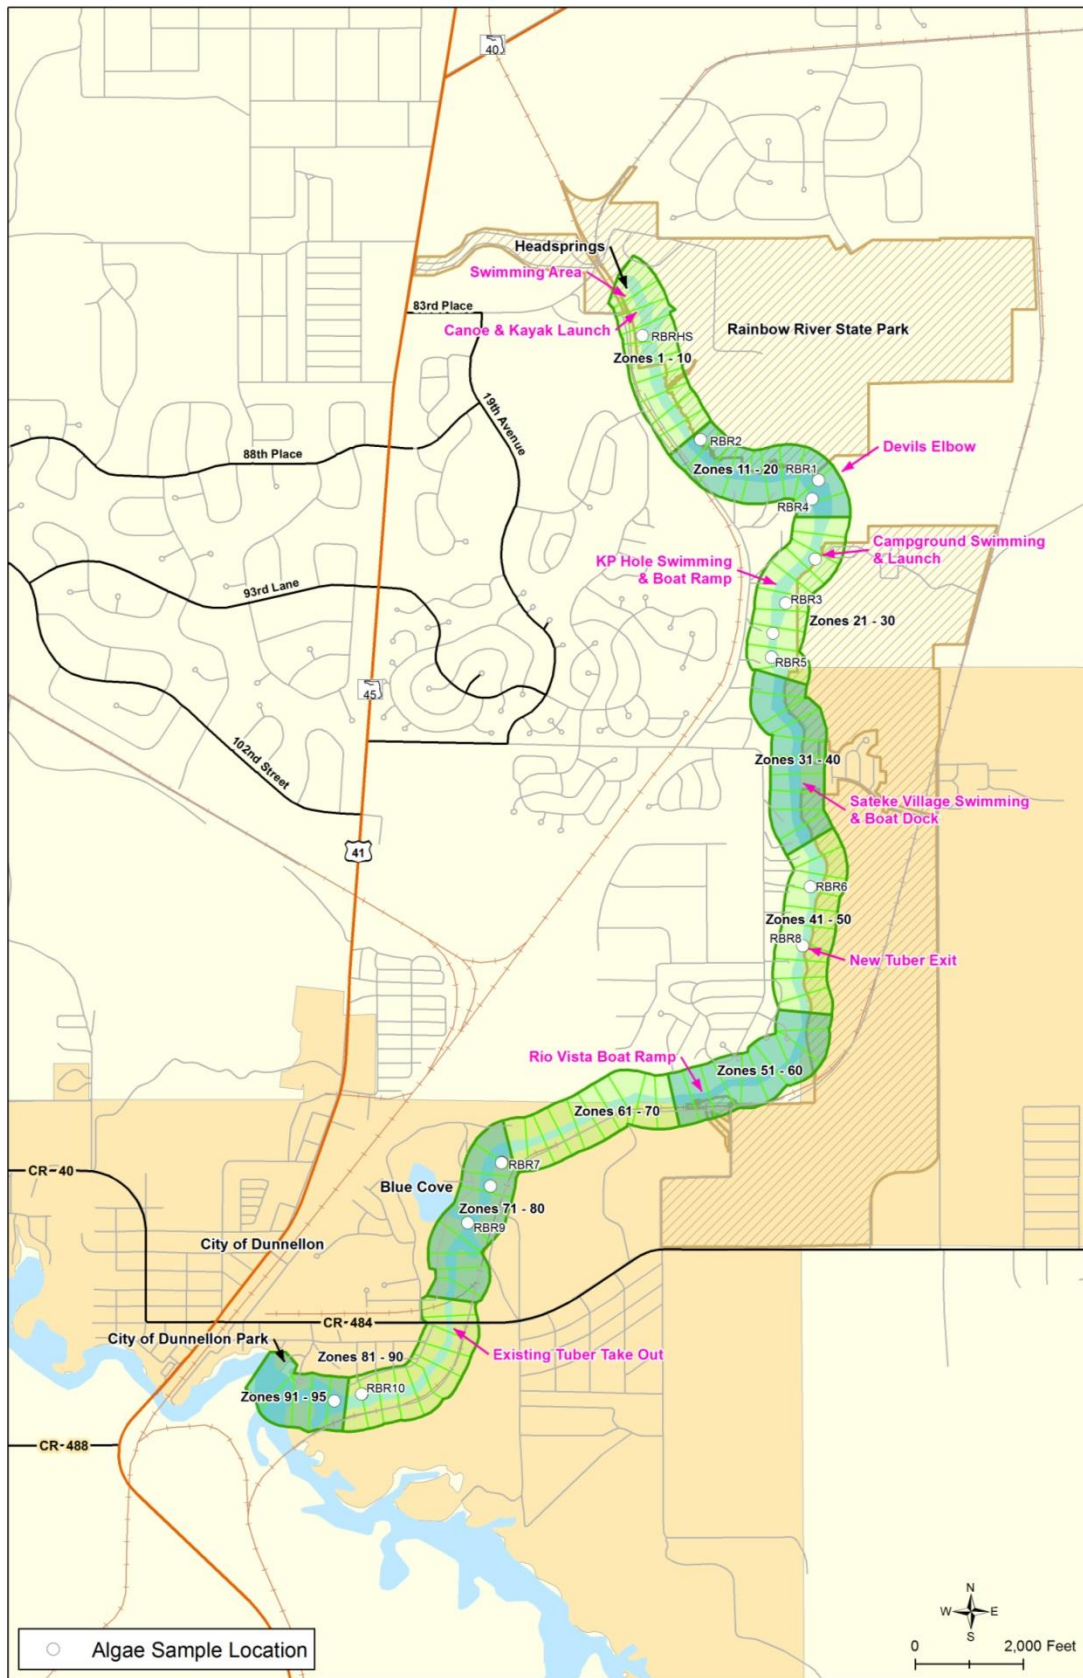 40
Headsprings
Swimming Area
83rd Place
Canoe & Kayak Launch
Rainbow River State Park
RBRHS
Zones 1 - 10
19th Avenue
88th Place
RBR2
Devils Elbow
Zones 11 - 20
RBR1
RBR4
Campground Swimming
& Launch
KP Hole Swimming
& Boat Ramp
93rd Lane
RBR3
Zones 21 - 30
RBR5
45
102nd Street
Zones 31 - 40
Sateke Village Swimming
& Boat Dock
41
RBR6
Zones 41 - 50
RBR8
New Tuber Exit
Rio Vista Boat Ramp
Zones 51 - 60
Zones 61 - 70
CR-40
RBR7
Blue Cove
Zones 71 - 80
RBR9
City of Dunnellon
CR-484
City of Dunnellon Park
Zones 81 - 90
Existing Tuber Take Out
Zones 91 - 95
RBR10
CR-488
N
W
E
S
Algae Sample Location
0
2,000 Feet